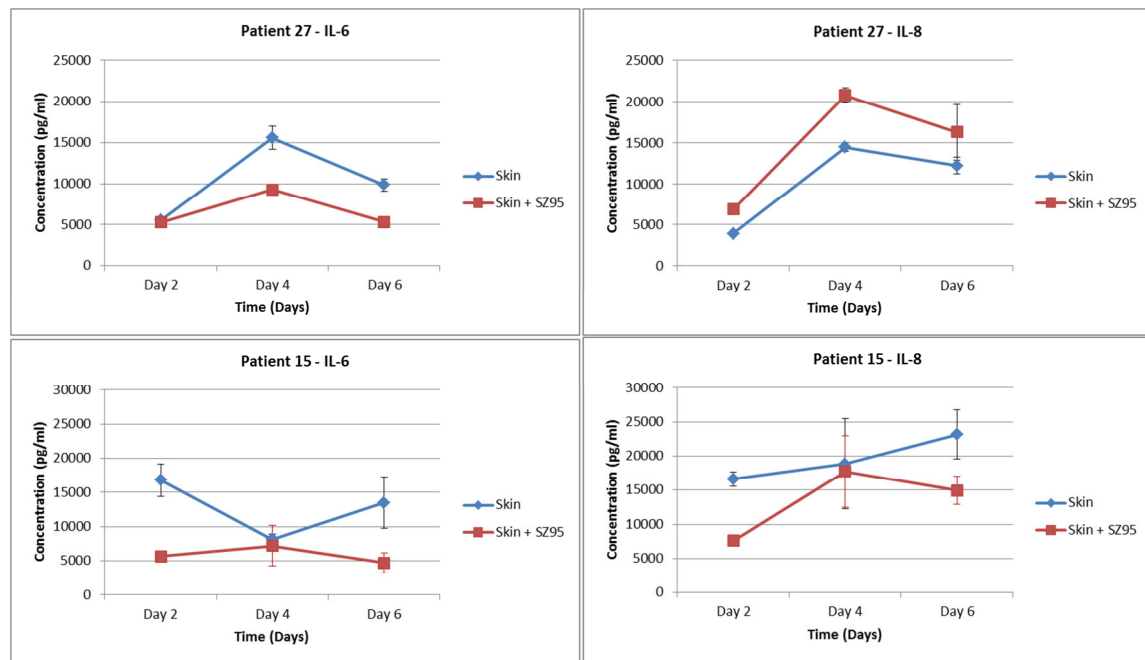 Patient 27 - IL-6
Concentration (pg/ml)
25000
20000
15000
10000
5000
0
Day 2 Day 4 Day 6
Time (Days)
Skin
Skin + SZ95
Patient 27 - IL-8
Concentration (pg/ml)
25000
20000
15000
10000
5000
0
Day 2 Day 4 Day 6
Time (Days)
Skin
Skin + SZ95
Patient 15 - IL-6
Concentration (pg/ml)
30000
25000
20000
15000
10000
5000
0
Day 2 Day 4 Day 6
Time (Days)
Skin
Skin + SZ95
Patient 15 - IL-8
Concentration (pg/ml)
30000
25000
20000
15000
10000
5000
0
Day 2 Day 4 Day 6
Time (Days)
Skin
Skin + SZ95